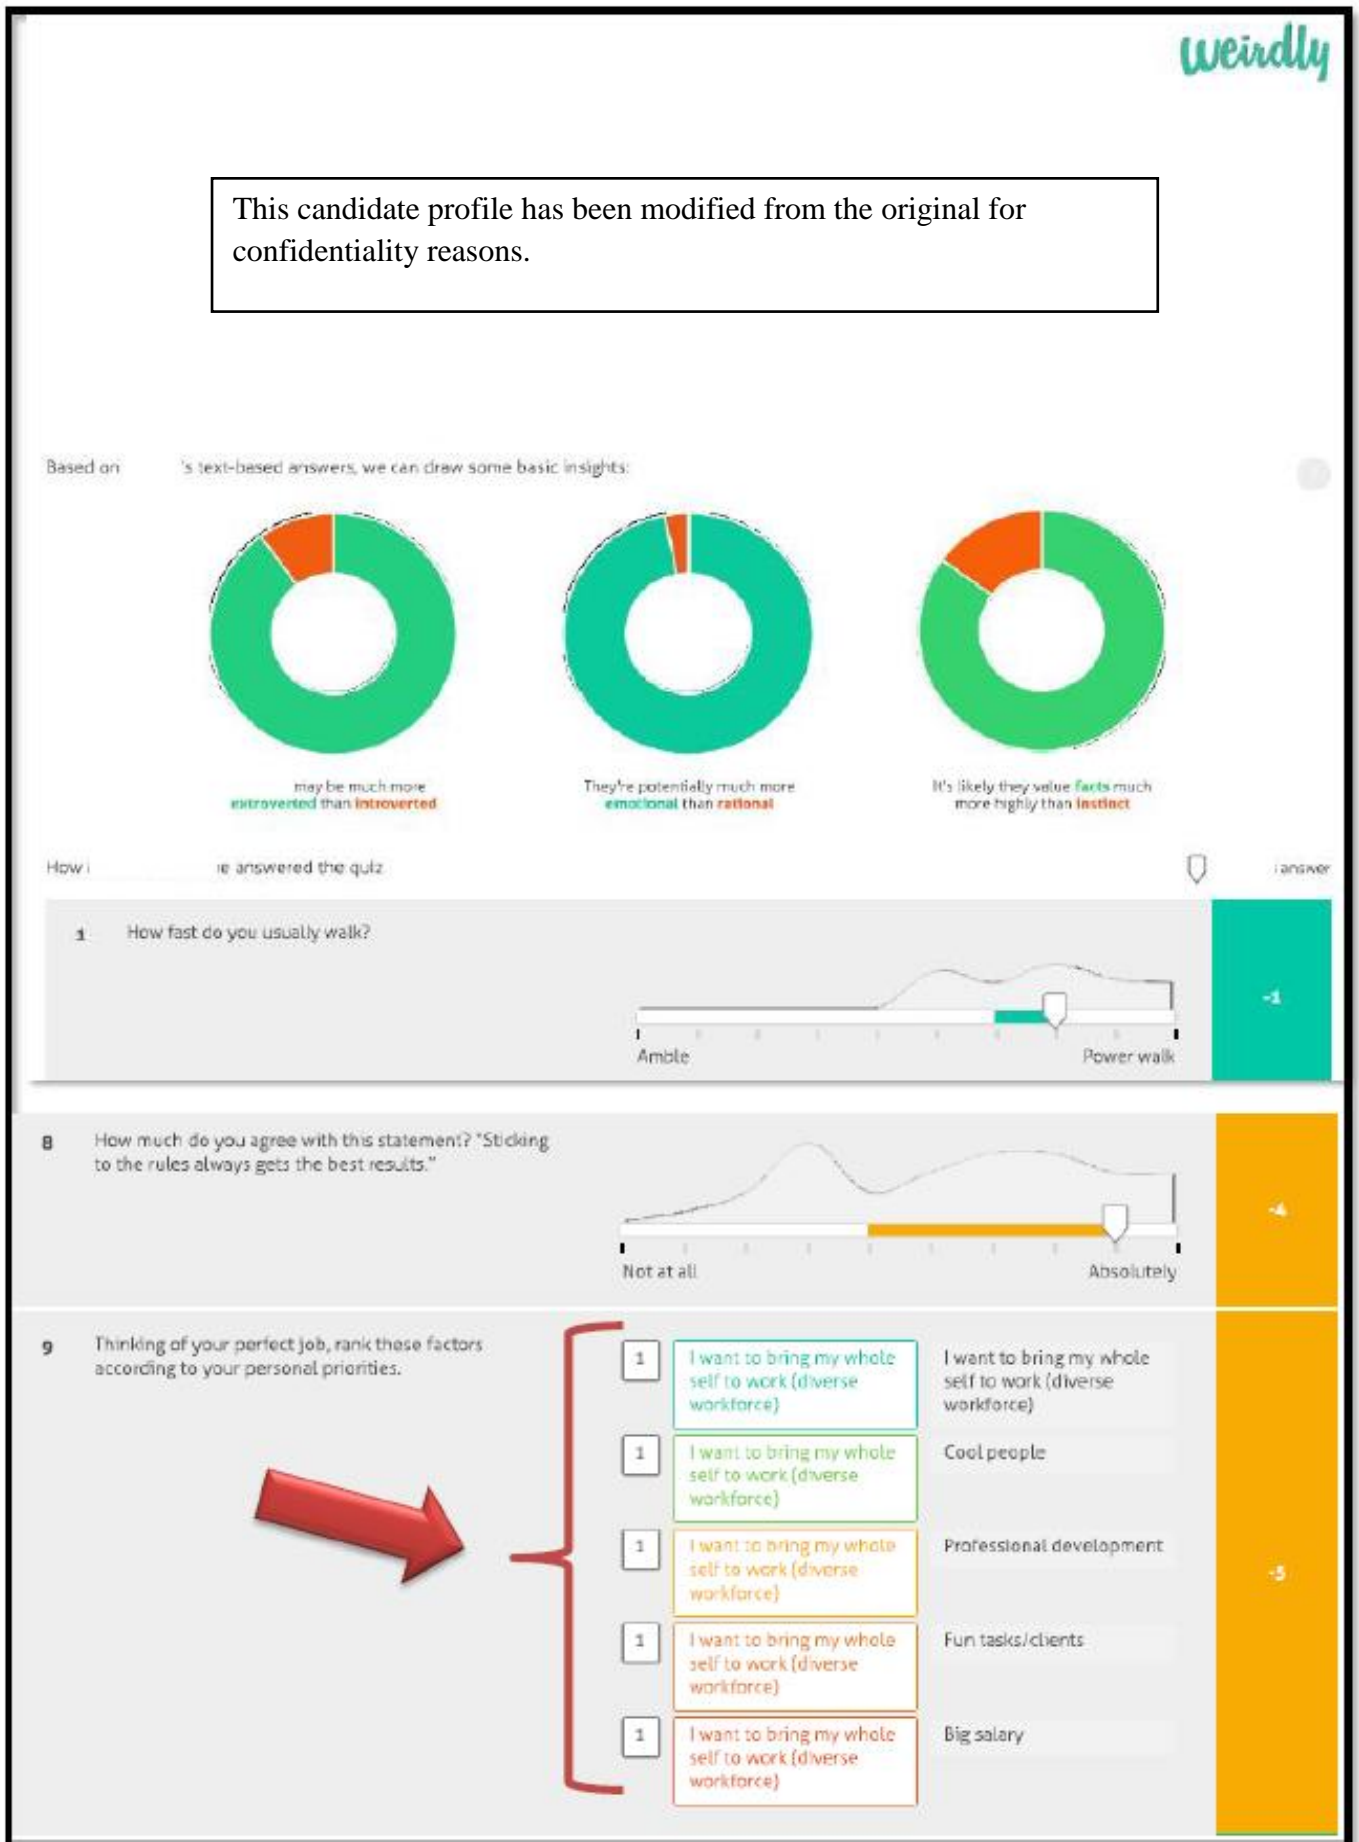 weirdly
This candidate profile has been modified from the original for
confidentiality reasons.
Based on 's text-based answers, we can draw some basic insights:
may be much more
extroverted than introverted
They're potentially much more
emotional than rational
It's likely they value facts much
more highly than instinct
How i
e answered the quiz
answer
1 How fast do you usually walk?
Amble
Power walk
-1
8 How much do you agree with this statement? "Sticking
to the rules always gets the best results."
Not at all
Absolutely
-4
9 Thinking of your perfect job, rank these factors
according to your personal priorities.
1
I want to bring my whole
self to work (diverse
workforce)
I want to bring my whole
self to work (diverse
workforce)
1
I want to bring my whole
self to work (diverse
workforce)
Cool people
1
I want to bring my whole
self to work (diverse
workforce)
Professional development
1
I want to bring my whole
self to work (diverse
workforce)
Fun tasks/clients
1
I want to bring my whole
self to work (diverse
workforce)
Big salary